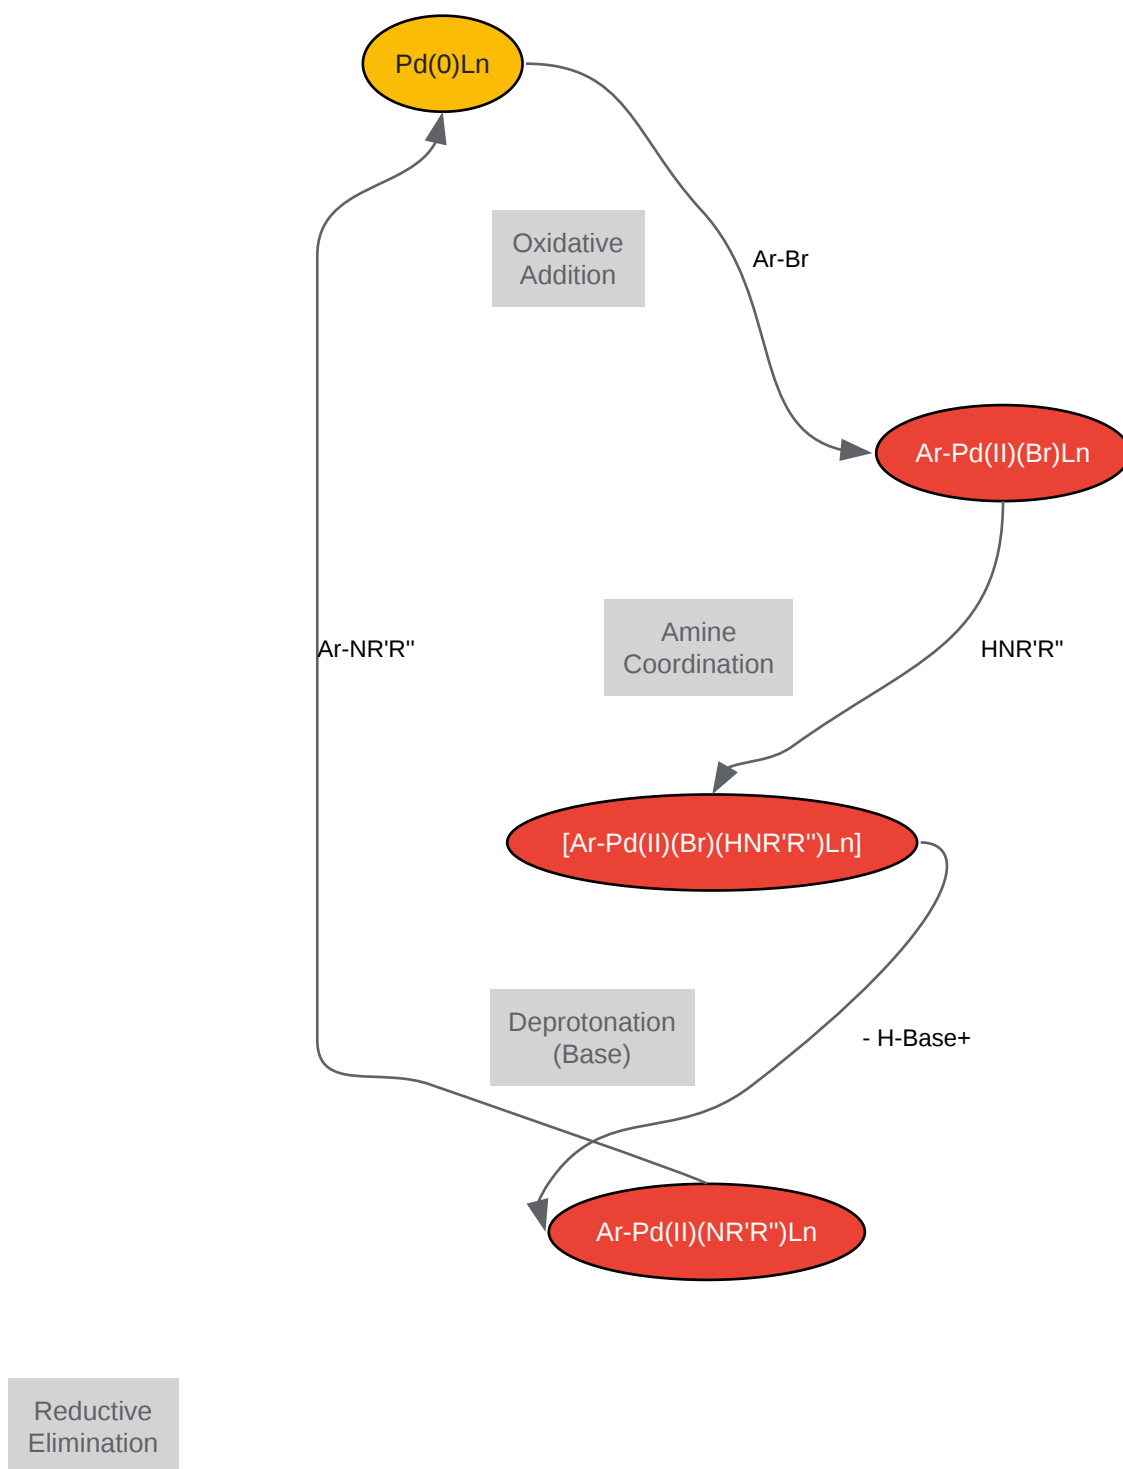 Pd(0)Ln
Oxidative
Addition
Ar-Br
Ar-Pd(II)(Br)Ln
Amine
Coordination
Ar-NR'R''
HNR'R''
[Ar-Pd(II)(Br)(HNR'R'')Ln]
Deprotonation
(Base)
- H-Base+
Ar-Pd(II)(NR'R'')Ln
Reductive
Elimination